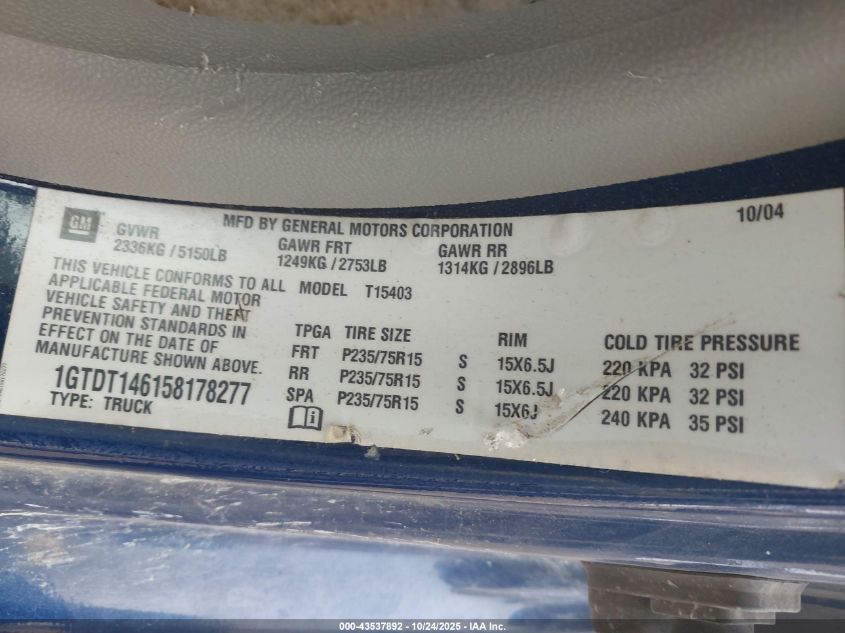 GM
MFD BY GENERAL MOTORS CORPORATION 10/04
GVWR GAWR FRT GAWR RR
2336KG / 5150LB 1249KG / 2753LB 1314KG / 2896LB
THIS VEHICLE CONFORMS TO ALL
APPLICABLE FEDERAL MOTOR
VEHICLE SAFETY AND THEFT
PREVENTION STANDARDS IN
EFFECT ON THE DATE OF
MANUFACTURE SHOWN ABOVE.
1GTDT146158178277
TYPE: TRUCK
MODEL T15403
TPGA TIRE SIZE RIM COLD TIRE PRESSURE
FRT P235/75R15 S 15X6.5J 220 KPA 32 PSI
RR P235/75R15 S 15X6.5J 220 KPA 32 PSI
SPA P235/75R15 S 15X6J 240 KPA 35 PSI
000-43537892 - 10/24/2025 - IAA Inc.